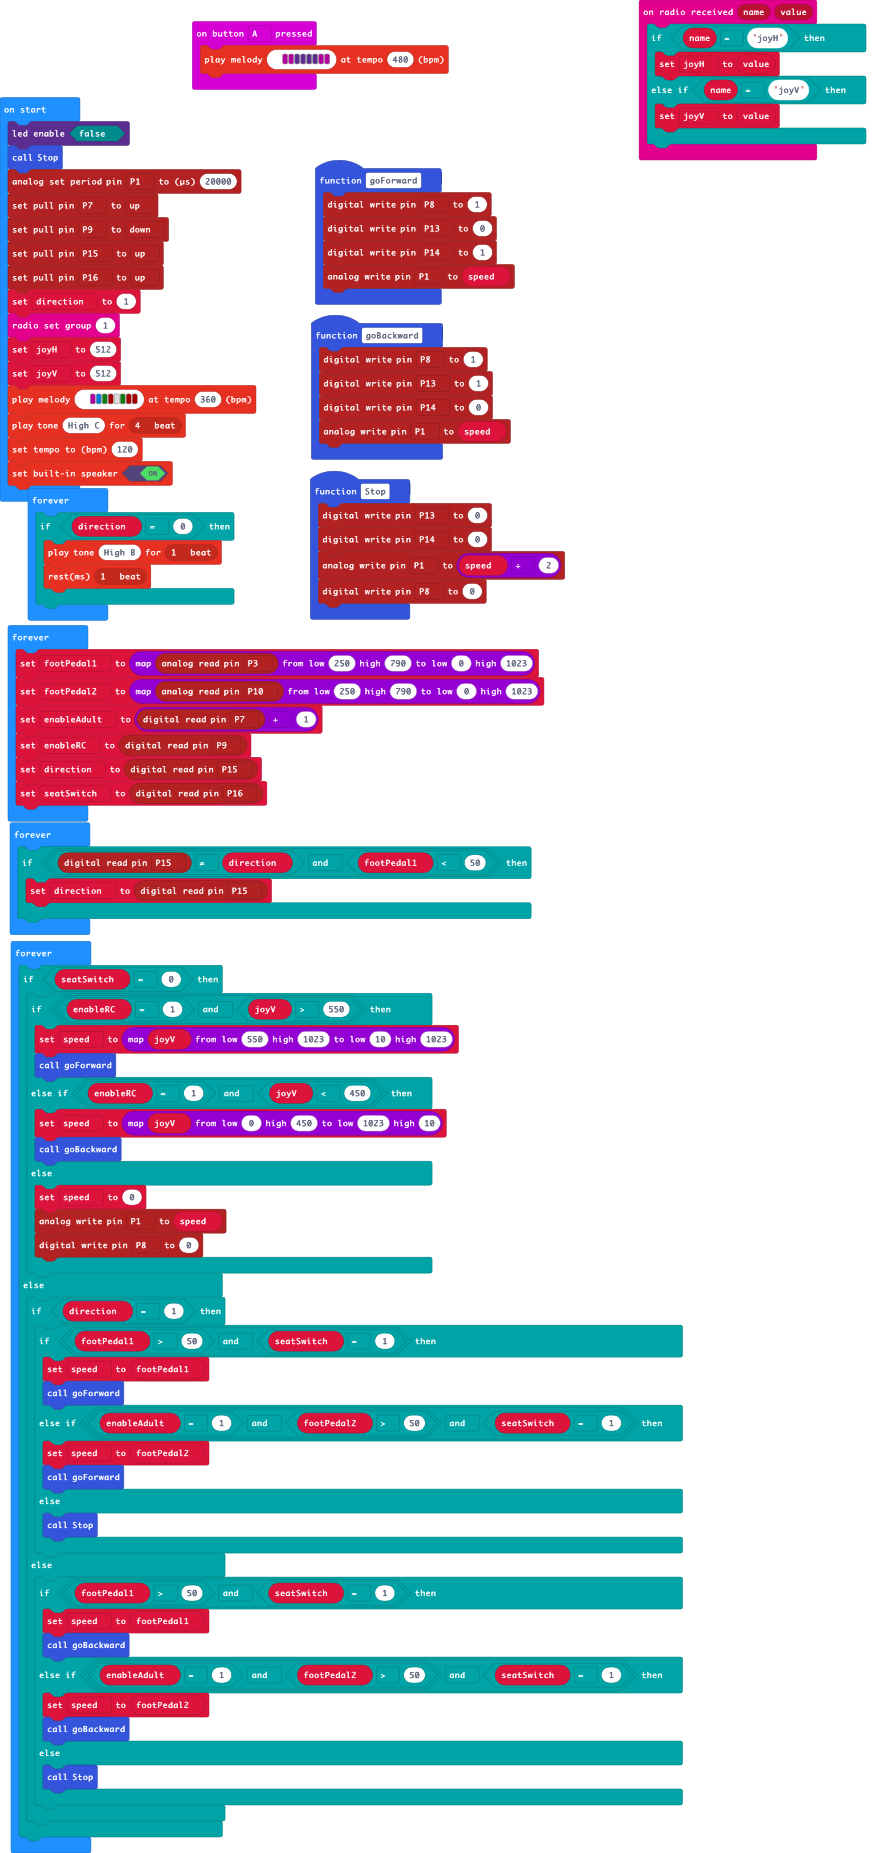 on button A pressed
play melody at tempo 480 (bpm)
on radio received name value
if name = "joyH" then
set joyH to value
else if name = "joyV" then
set joyV to value
on start
led enable false
call Stop
analog set period pin P1 to (µs) 20000
set pull pin P7 to up
set pull pin P9 to down
set pull pin P15 to up
set pull pin P16 to up
set direction to 1
radio set group 1
set joyH to 512
set joyV to 512
play melody at tempo 360 (bpm)
play tone High C for 4 beat
set tempo to (bpm) 120
set built-in speaker ON
function goForward
digital write pin P8 to 1
digital write pin P13 to 0
digital write pin P14 to 1
analog write pin P1 to speed
function goBackward
digital write pin P8 to 1
digital write pin P13 to 1
digital write pin P14 to 0
analog write pin P1 to speed
function Stop
digital write pin P13 to 0
digital write pin P14 to 0
analog write pin P1 to speed ÷ 2
digital write pin P8 to 0
forever
if direction = 0 then
play tone High B for 1 beat
rest(ms) 1 beat
forever
set footPedal1 to map analog read pin P3 from low 250 high 790 to low 0 high 1023
set footPedal2 to map analog read pin P10 from low 250 high 790 to low 0 high 1023
set enableAdult to digital read pin P7 + 1
set enableRC to digital read pin P9
set direction to digital read pin P15
set seatSwitch to digital read pin P16
forever
if digital read pin P15 ≠ direction and footPedal1 < 50 then
set direction to digital read pin P15
forever
if seatSwitch = 0 then
if enableRC = 1 and joyV > 550 then
set speed to map joyV from low 550 high 1023 to low 10 high 1023
call goForward
else if enableRC = 1 and joyV < 450 then
set speed to map joyV from low 0 high 450 to low 1023 high 10
call goBackward
else
set speed to 0
analog write pin P1 to speed
digital write pin P8 to 0
else
if direction = 1 then
if footPedal1 > 50 and seatSwitch = 1 then
set speed to footPedal1
call goForward
else if enableAdult = 1 and footPedal2 > 50 and seatSwitch = 1 then
set speed to footPedal2
call goForward
else
call Stop
else
if footPedal1 > 50 and seatSwitch = 1 then
set speed to footPedal1
call goBackward
else if enableAdult = 1 and footPedal2 > 50 and seatSwitch = 1 then
set speed to footPedal2
call goBackward
else
call Stop